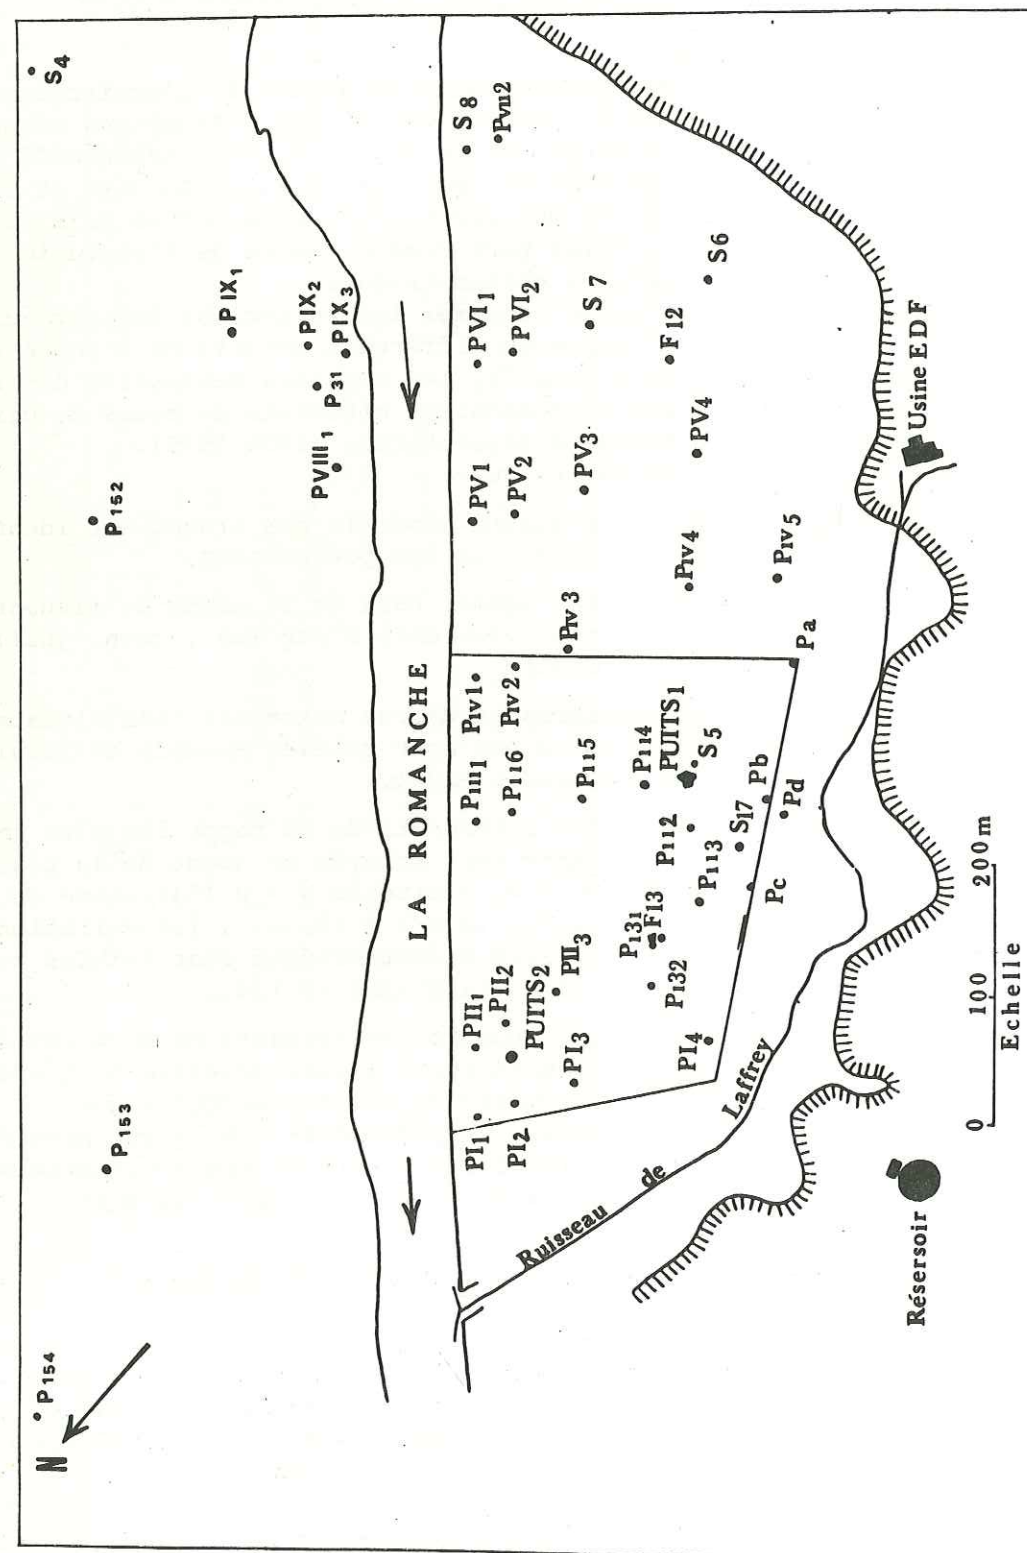 N
P154
P153
P152
S4
PIX1
PIX2
PIX3
P31
PVIII1
LA ROMANCHE
S8
PVII2
PVI1
PVI2
S7
S6
F12
PV1
PV2
PV3
PV4
PIV1
PIV2
PIV3
PIV4
PIV5
P111
P116
P115
P114
PUITS1
S5
P112
P113
S17
Pa
Pb
Pc
Pd
P131
F13
P132
PII1
PII2
PII3
PUITS2
PI1
PI2
PI3
PI4
Ruisseau de Laffrey
Usine EDF
Résersoir
0 100 200m
Echelle